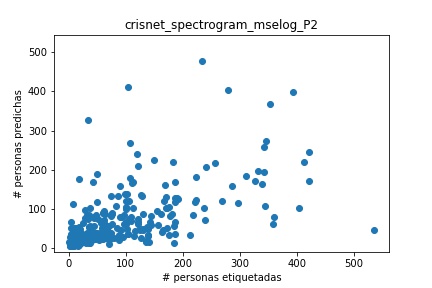 crisnet_spectrogram_mselog_P2
# personas predichas
500
400
300
200
100
0
0 100 200 300 400 500
# personas etiquetadas